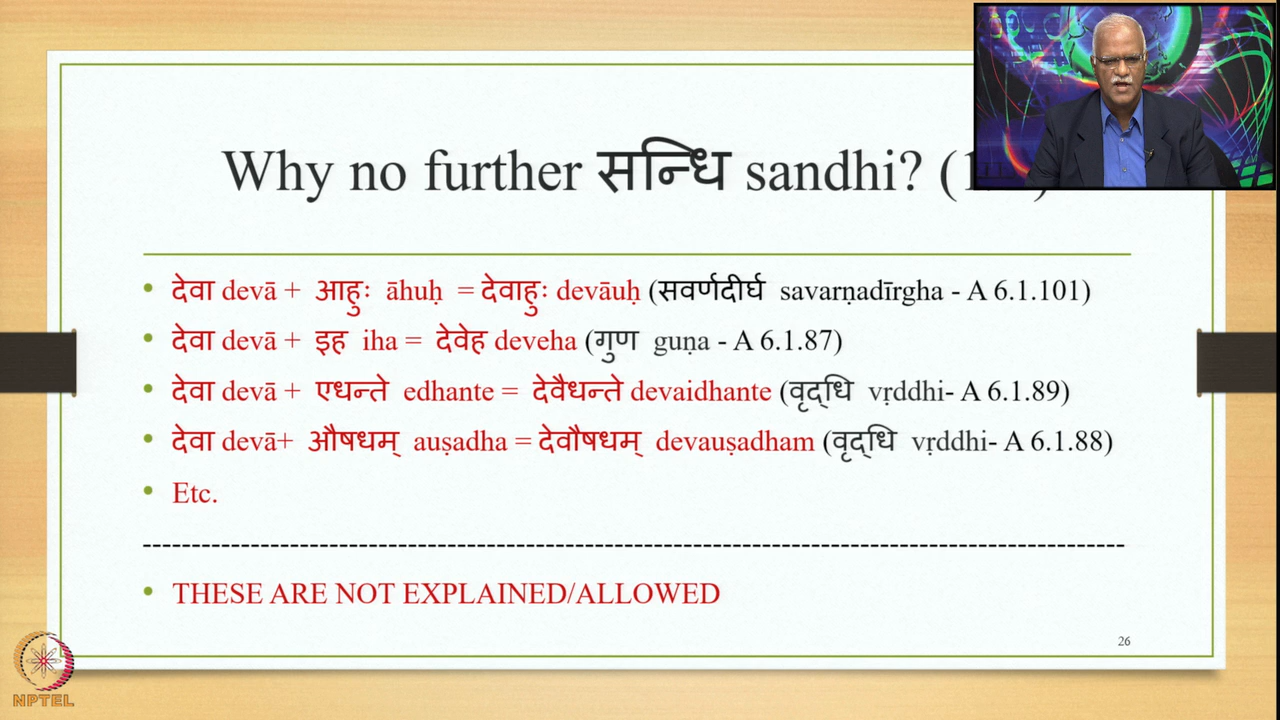 Why no further सन्धि sandhi? (1
• देवा devā + आहुः āhuḥ = देवाहुः devāuḥ (सवर्णदीर्घ savarṇadīrgha - A 6.1.101)
• देवा devā + इह iha = देवेह deveha (गुण guṇa - A 6.1.87)
• देवा devā + एधन्ते edhante = देवैधन्ते devaidhante (वृद्धि vṛddhi- A 6.1.89)
• देवा devā+ औषधम् auṣadha = देवौषधम् devauṣadham (वृद्धि vṛddhi- A 6.1.88)
• Etc.
--------------------------------------------------------------------------------------------
• THESE ARE NOT EXPLAINED/ALLOWED
26
NPTEL